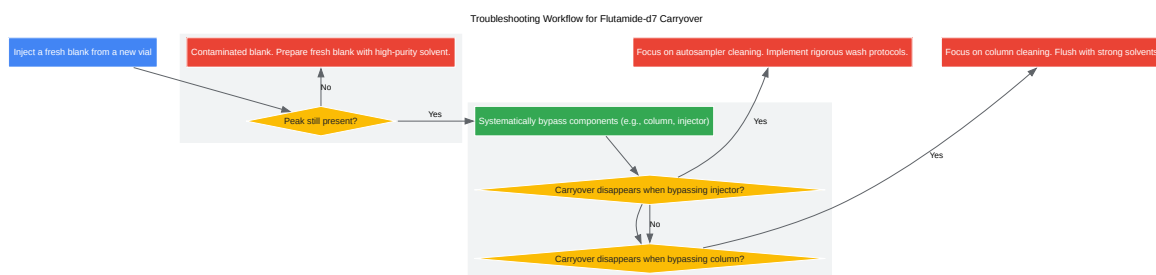 Troubleshooting Workflow for Flutamide-d7 Carryover
Inject a fresh blank from a new vial
Contaminated blank. Prepare fresh blank with high-purity solvent.
Focus on autosampler cleaning. Implement rigorous wash protocols.
Focus on column cleaning. Flush with strong solvents
No
Peak still present?
Yes
Systematically bypass components (e.g., column, injector)
Yes
Yes
Carryover disappears when bypassing injector?
No
Carryover disappears when bypassing column?